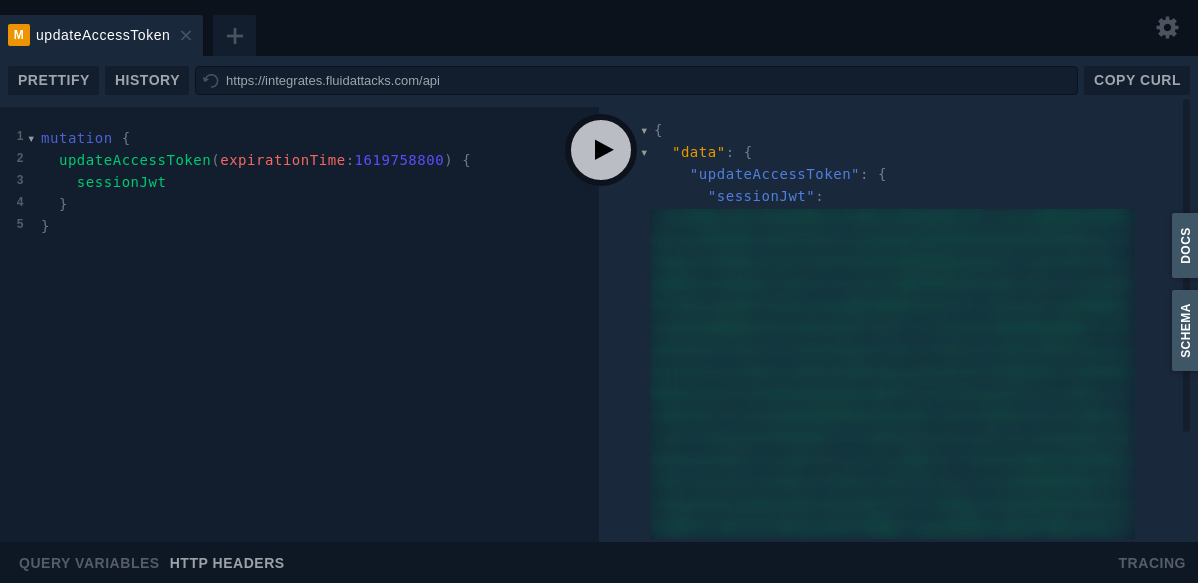 M updateAccessToken
PRETTIFY HISTORY https://integrates.fluidattacks.com/api COPY CURL
1 mutation {
2 updateAccessToken(expirationTime:1619758800) {
3 sessionJwt
4 }
5 }
{
"data": {
"updateAccessToken": {
"sessionJwt":
DOCS
SCHEMA
QUERY VARIABLES HTTP HEADERS TRACING